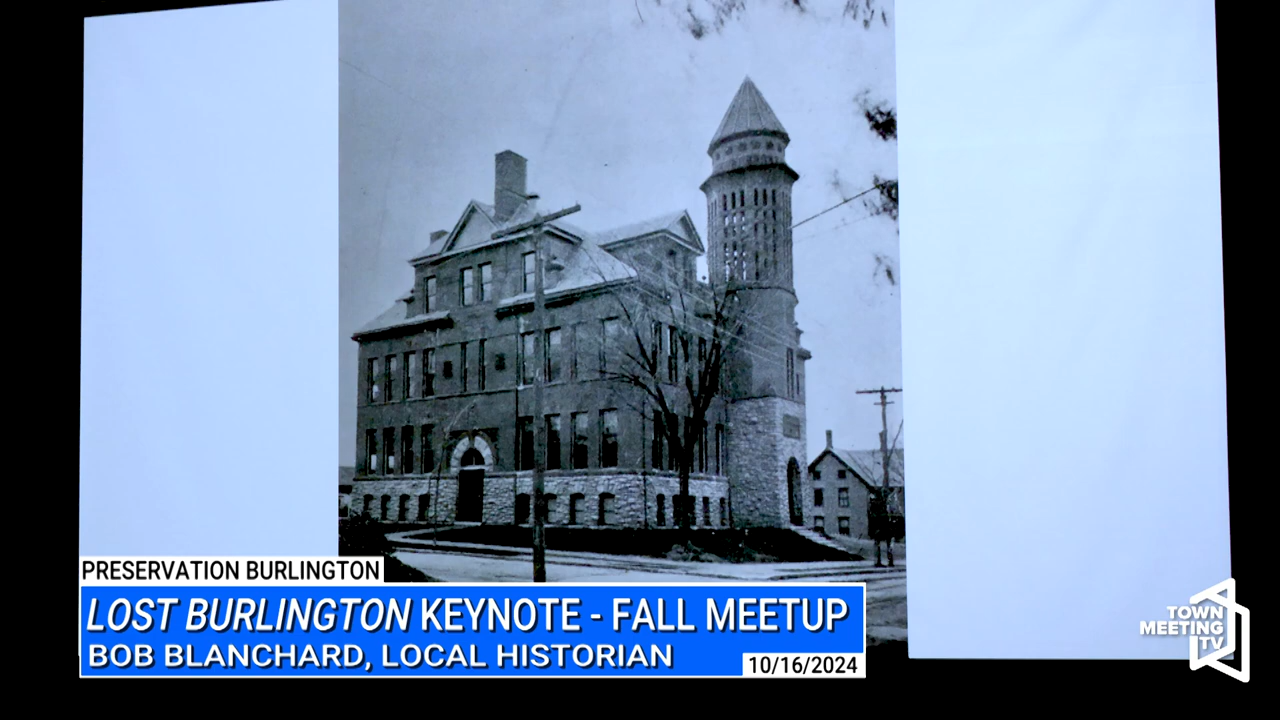 PRESERVATION BURLINGTON
LOST BURLINGTON KEYNOTE - FALL MEETUP
BOB BLANCHARD, LOCAL HISTORIAN
10/16/2024
TOWN
MEETING
TV